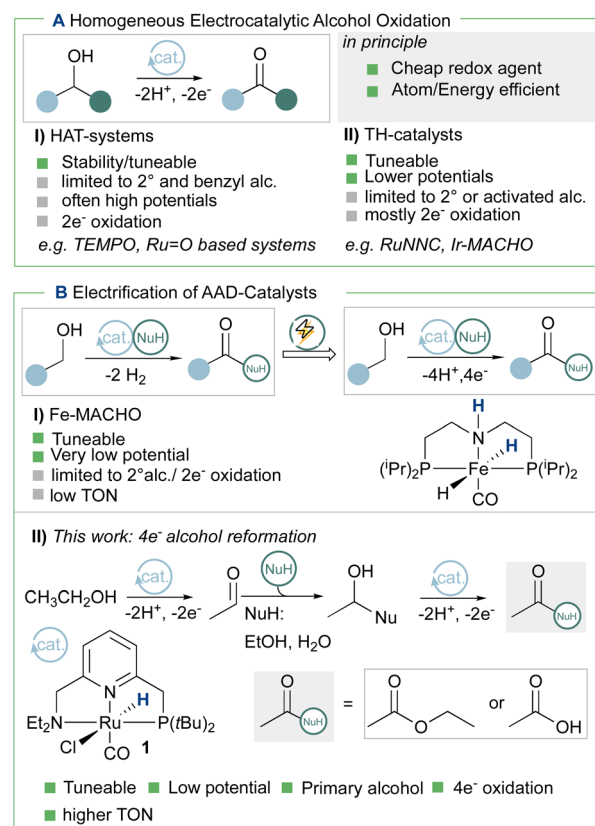 A Homogeneous Electrocatalytic Alcohol Oxidation
OH
cat.
-2H+, -2e-
O
in principle
Cheap redox agent
Atom/Energy efficient
I) HAT-systems
Stability/tuneable
limited to 2° and benzyl alc.
often high potentials
2e- oxidation
e.g. TEMPO, Ru=O based systems
II) TH-catalysts
Tuneable
Lower potentials
limited to 2° or activated alc.
mostly 2e- oxidation
e.g. RuNNC, Ir-MACHO
B Electrification of AAD-Catalysts
OH
cat. NuH
-2 H2
O
NuH
OH
cat. NuH
-4H+,4e-
O
NuH
I) Fe-MACHO
Tuneable
Very low potential
limited to 2°alc./ 2e- oxidation
low TON
H
N
H
(iPr)2P
Fe
P(iPr)2
H
CO
II) This work: 4e- alcohol reformation
CH3CH2OH
cat.
-2H+, -2e-
O
NuH
NuH:
EtOH, H2O
OH
Nu
cat.
-2H+, -2e-
O
NuH
cat.
N
H
Et2N
Ru
P(tBu)2
Cl
CO
1
O
NuH
=
O
O
or
O
OH
Tuneable
Low potential
Primary alcohol
4e- oxidation
higher TON